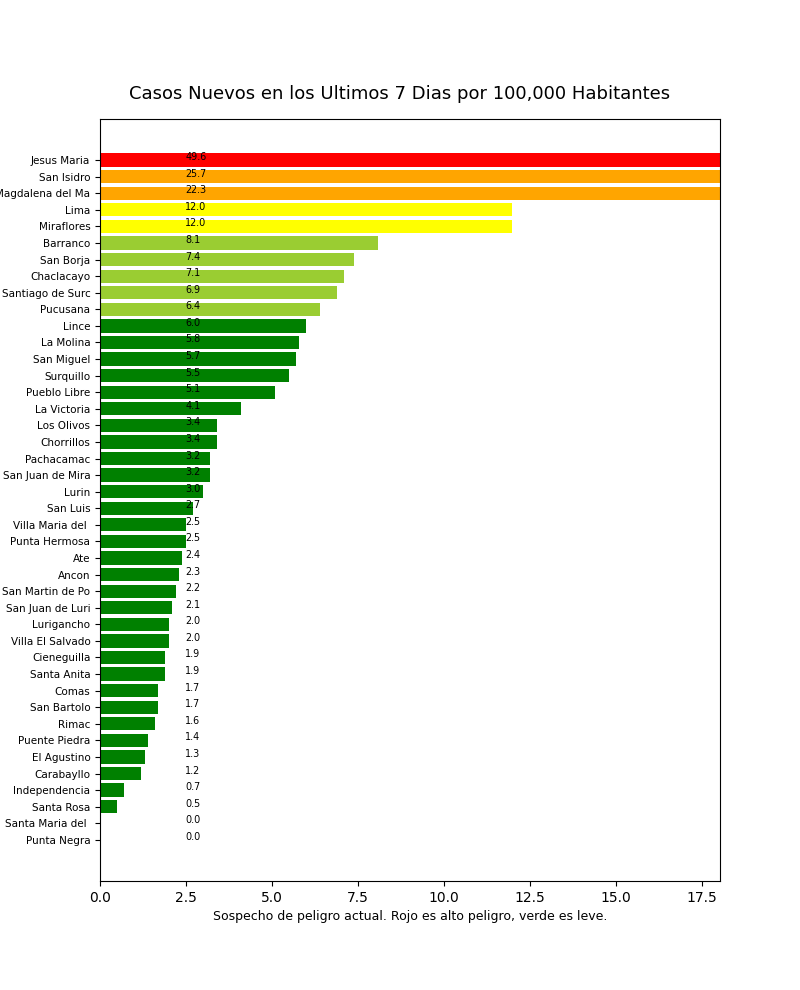 Casos Nuevos en los Ultimos 7 Dias por 100,000 Habitantes
Jesus Maria 49.6
San Isidro 25.7
Magdalena del Ma 22.3
Lima 12.0
Miraflores 12.0
Barranco 8.1
San Borja 7.4
Chaclacayo 7.1
Santiago de Surc 6.9
Pucusana 6.4
Lince 6.0
La Molina 5.8
San Miguel 5.7
Surquillo 5.5
Pueblo Libre 5.1
La Victoria 4.1
Los Olivos 3.4
Chorrillos 3.4
Pachacamac 3.2
San Juan de Mira 3.2
Lurin 3.0
San Luis 2.7
Villa Maria del 2.5
Punta Hermosa 2.5
Ate 2.4
Ancon 2.3
San Martin de Po 2.2
San Juan de Luri 2.1
Lurigancho 2.0
Villa El Salvado 2.0
Cieneguilla 1.9
Santa Anita 1.9
Comas 1.7
San Bartolo 1.7
Rimac 1.6
Puente Piedra 1.4
El Agustino 1.3
Carabayllo 1.2
Independencia 0.7
Santa Rosa 0.5
Santa Maria del 0.0
Punta Negra 0.0
0.0 2.5 5.0 7.5 10.0 12.5 15.0 17.5
Sospecho de peligro actual. Rojo es alto peligro, verde es leve.